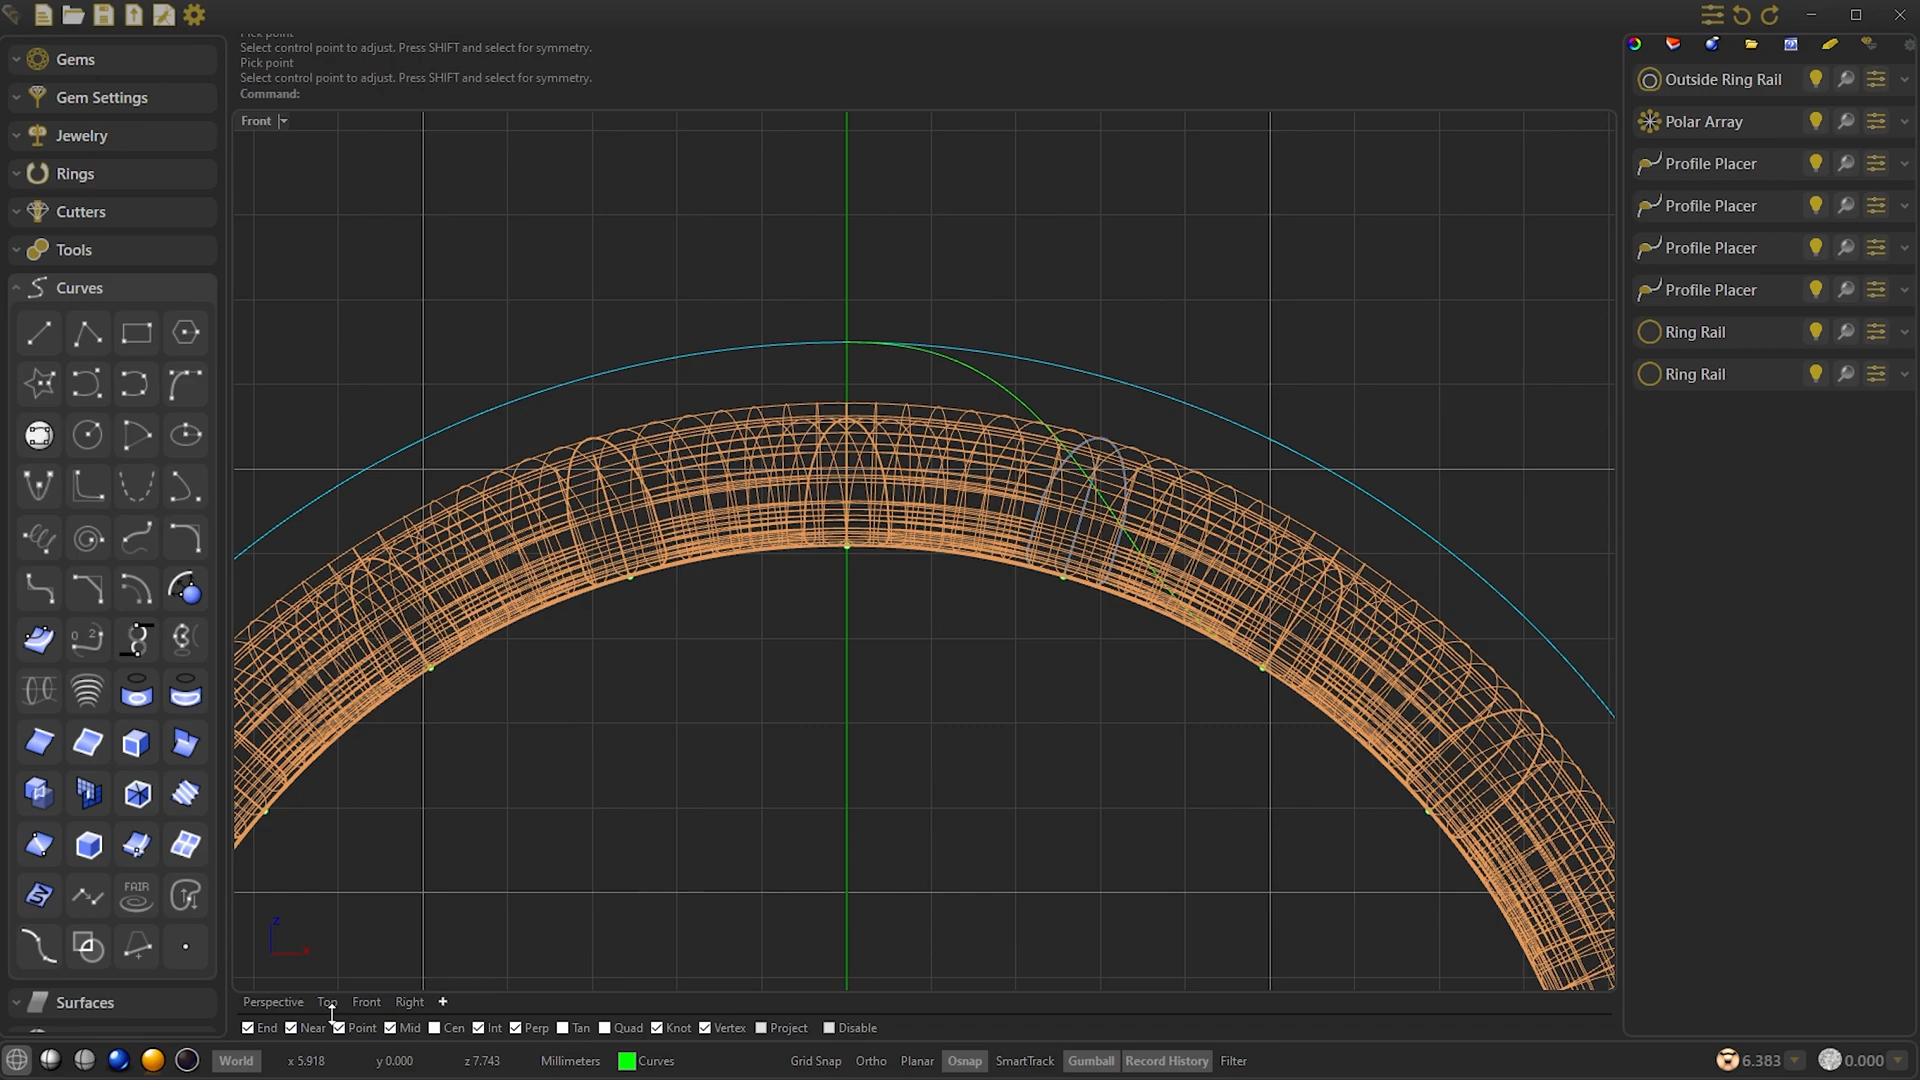 Pick point
Select control point to adjust. Press SHIFT and select for symmetry.
Pick point
Select control point to adjust. Press SHIFT and select for symmetry.
Command:
Front
Gems
Gem Settings
Jewelry
Rings
Cutters
Tools
Curves
0 2
FAIR
Surfaces
Outside Ring Rail
Polar Array
Profile Placer
Profile Placer
Profile Placer
Profile Placer
Ring Rail
Ring Rail
z
x
Perspective Top Front Right
End Near Point Mid Cen Int Perp Tan Quad Knot Vertex Project Disable
World x 5.918 y 0.000 z 7.743 Millimeters Curves Grid Snap Ortho Planar Osnap SmartTrack Gumball Record History Filter 6.383 0.000